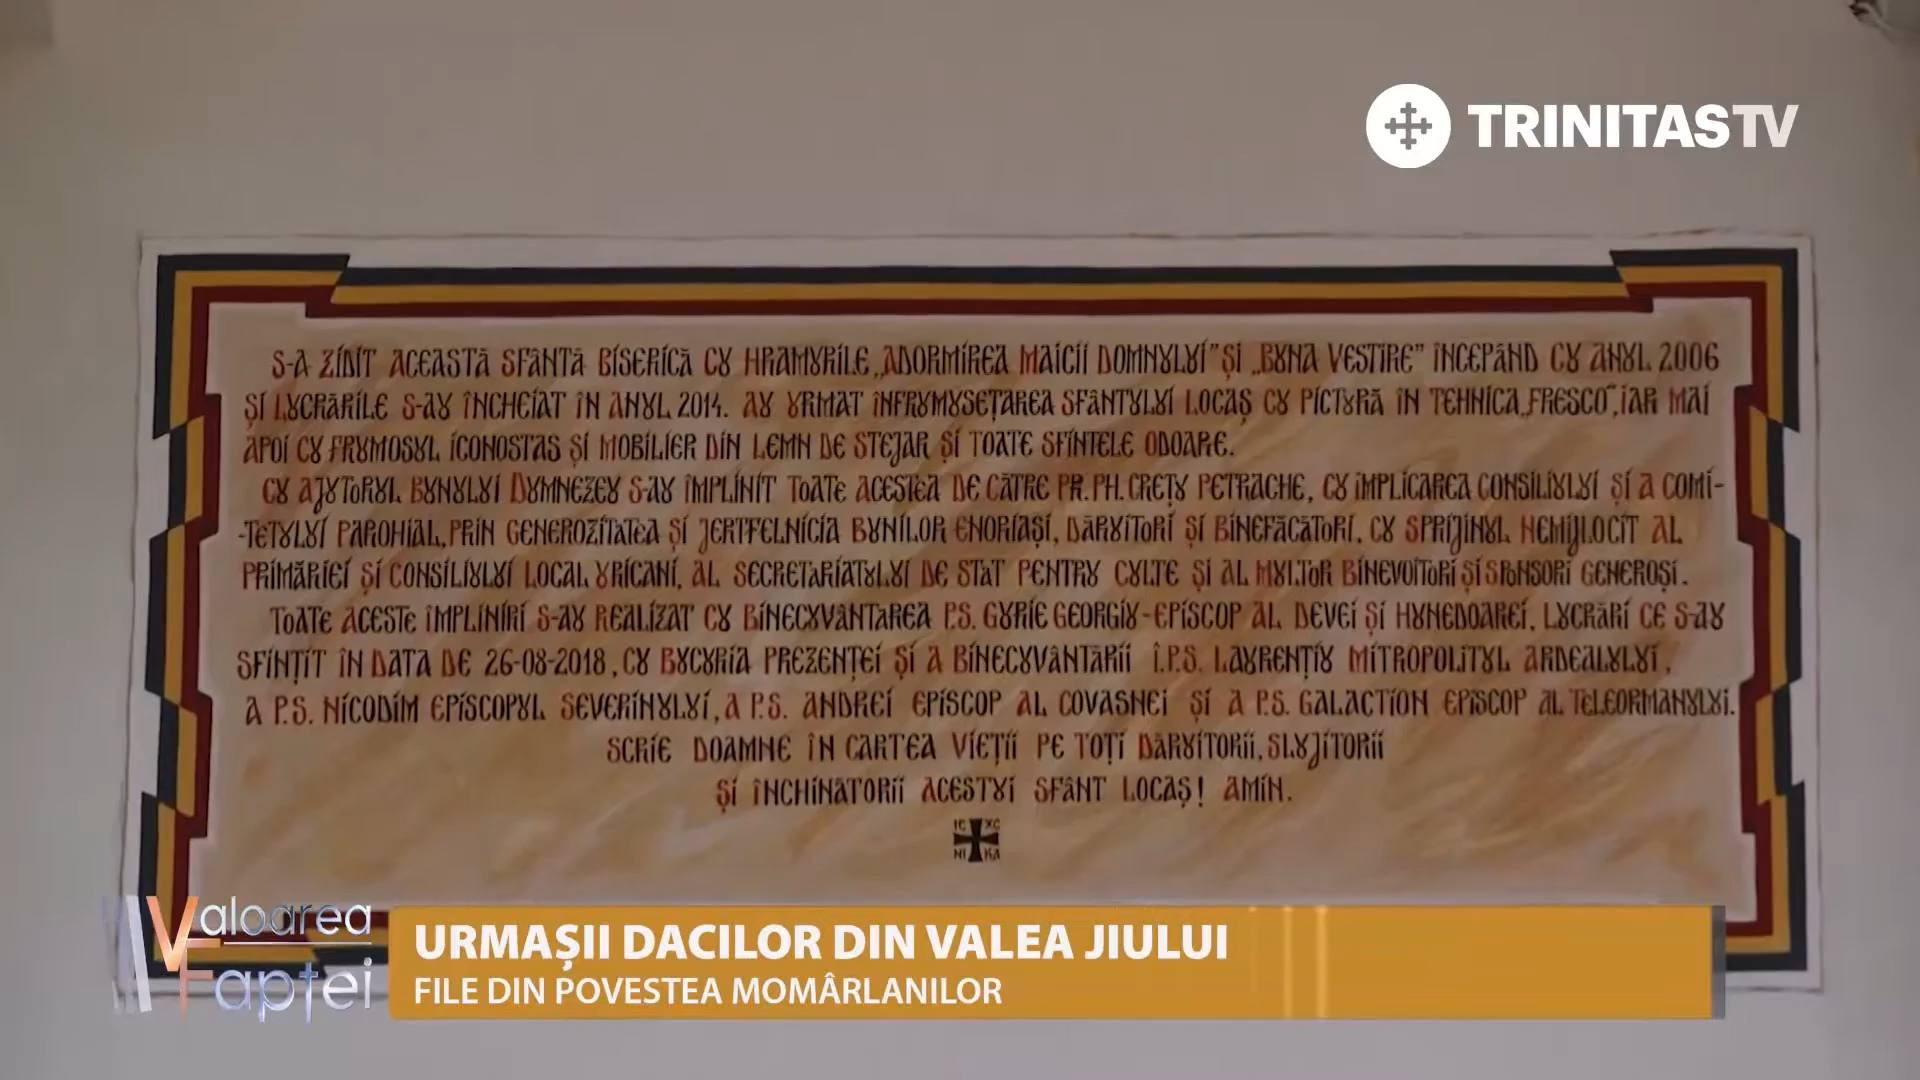 TRINITAS TV
S-A ZIDIT ACEASTĂ SFÂNTĂ BISERICĂ CU HRAMURILE „ADORMIREA MAICII DOMNULUI” ȘI „BUNA VESTIRE” ÎNCEPÂND CU ANUL 2006
ȘI LUCRĂRILE S-AU ÎNCHEIAT ÎN ANUL 2014. AU URMAT ÎNFRUMUSEȚAREA SFÂNTULUI LOCAȘ CU PICTURĂ ÎN TEHNICA „FRESCO”, IAR MAI
APOI CU FRUMOSUL ICONOSTAS ȘI MOBILIER DIN LEMN DE STEJAR ȘI TOATE SFINTELE ODOARE.
CU AJUTORUL BUNULUI DUMNEZEU S-AU ÎMPLINIT TOATE ACESTEA DE CĂTRE PR. PH. CREȚU PETRACHE, CU IMPLICAREA CONSILIULUI ȘI A COMI-
-TETULUI PAROHIAL, PRIN GENEROZITATEA ȘI JERTFELNICIA BUNILOR ENORIAȘI, DĂRUITORI ȘI BINEFĂCĂTORI, CU SPRIJINUL NEMIJLOCIT AL
PRIMĂRIEI ȘI CONSILIULUI LOCAL URICANI, AL SECRETARIATULUI DE STAT PENTRU CULTE ȘI AL MULTOR BINEVOITORI ȘI SPONSORI GENEROȘI.
TOATE ACESTE ÎMPLINIRI S-AU REALIZAT CU BINECUVÂNTAREA P.S. GURIE GEORGIU - EPISCOP AL DEVEI ȘI HUNEDOAREI, LUCRĂRI CE S-AU
SFINȚIT ÎN DATA DE 26-08-2018, CU BUCURIA PREZENȚEI ȘI A BINECUVÂNTĂRII Î.P.S. LAURENȚIU MITROPOLITUL ARDEALULUI,
A P.S. NICODIM EPISCOPUL SEVERINULUI, A P.S. ANDREI EPISCOP AL COVASNEI ȘI A P.S. GALACTION EPISCOP AL TELEORMANULUI.
SCRIE DOAMNE ÎN CARTEA VIEȚII PE TOȚI DĂRUITORII, SLUJITORII
ȘI ÎNCHINĂTORII ACESTUI SFÂNT LOCAȘ! AMIN.
IC XC
NI KA
Valoarea
Faptei
URMAȘII DACILOR DIN VALEA JIULUI
FILE DIN POVESTEA MOMÂRLANILOR